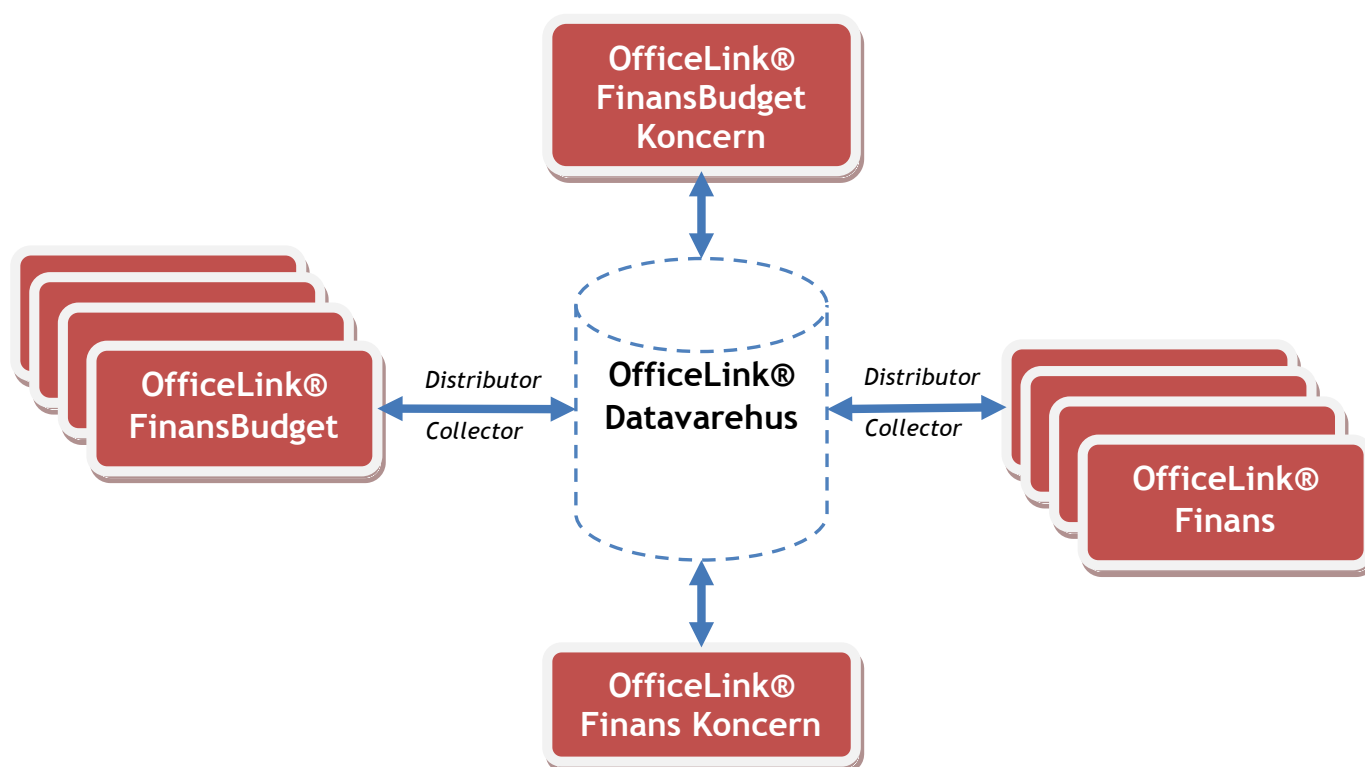 OfficeLink®
FinansBudget
Koncern
OfficeLink®
FinansBudget
Distributor
Collector
OfficeLink®
Datavarehus
Distributor
Collector
OfficeLink®
Finans
OfficeLink®
Finans Koncern